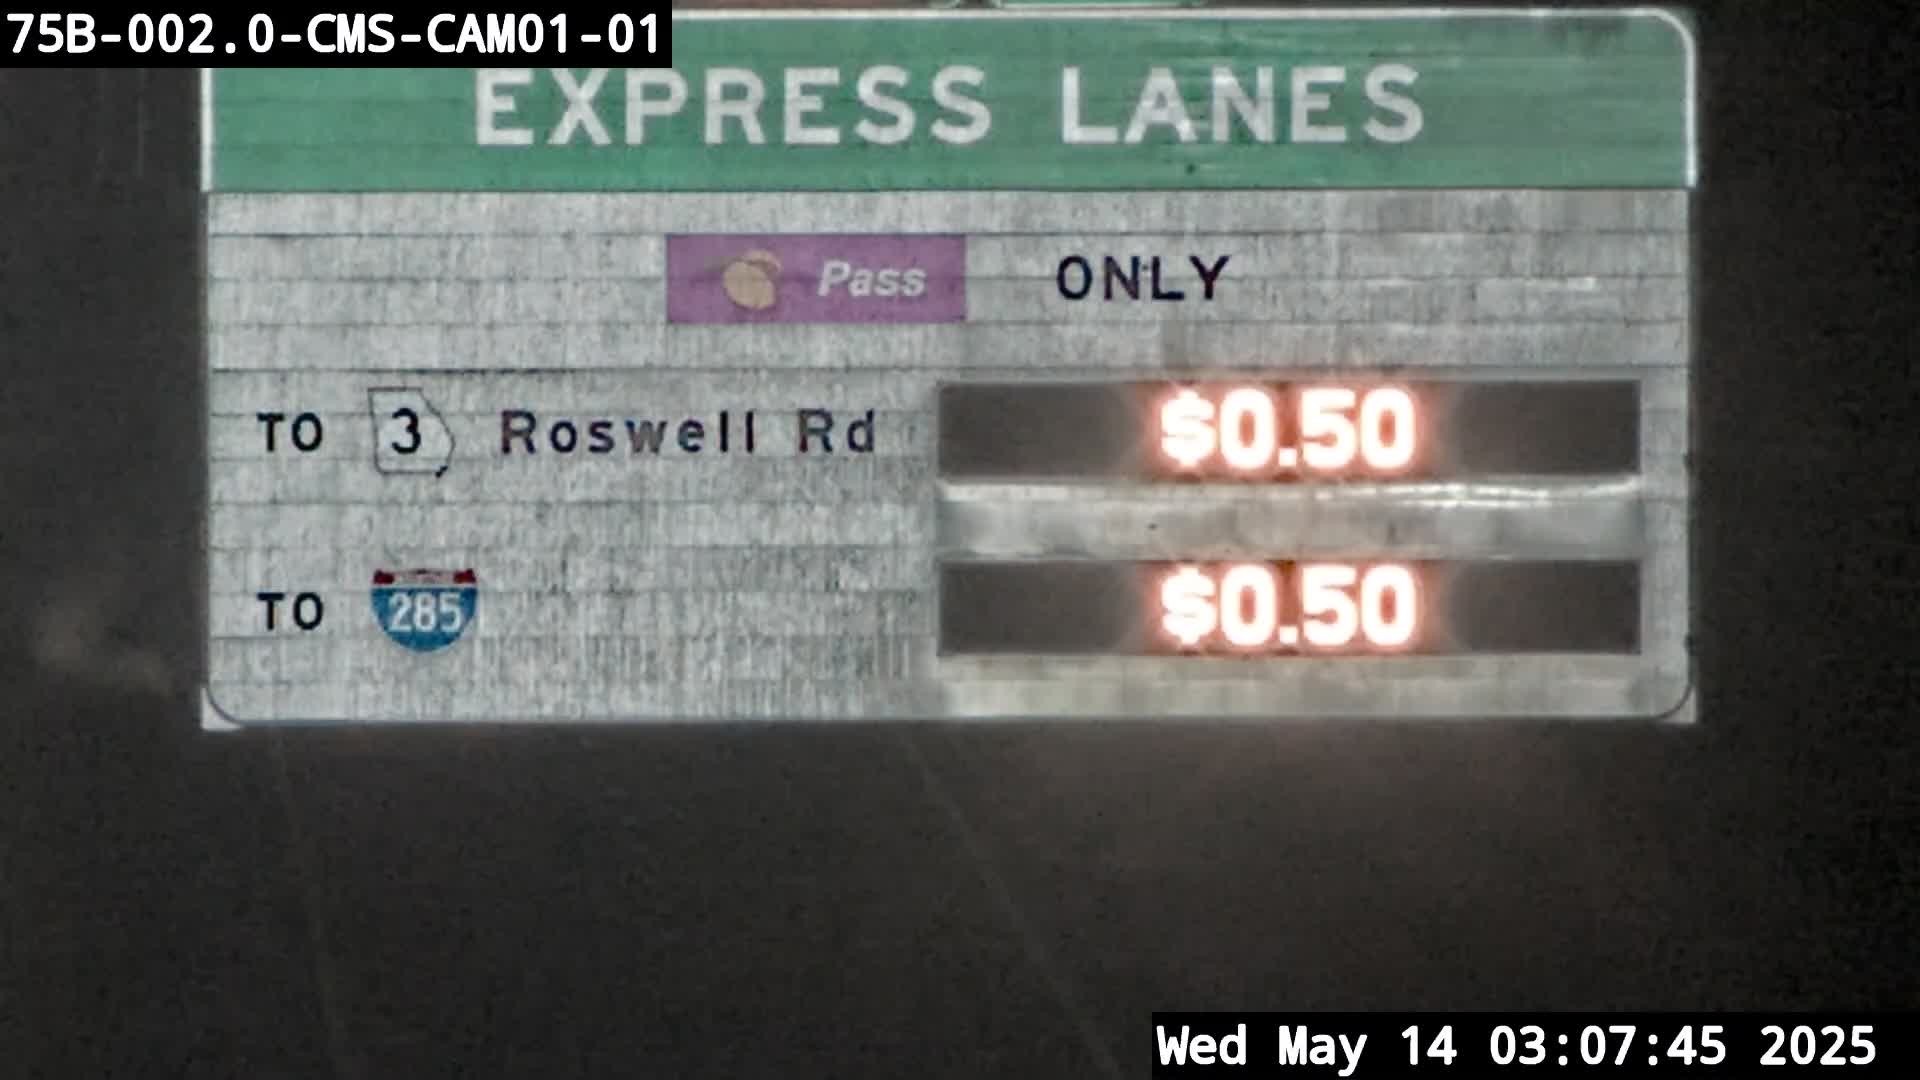 75B-002.0-CMS-CAM01-01
EXPRESS LANES
Pass ONLY
TO 3 Roswell Rd $0.50
TO 285 $0.50
Wed May 14 03:07:45 2025